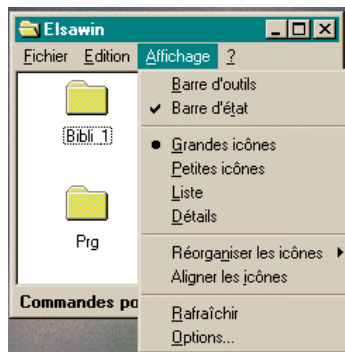 Elsawin
Fichier Edition Affichage ?
Barre d'outils
Barre d'état
Bibli_1
Grandes icônes
Petites icônes
Liste
Détails
Prg
Réorganiser les icônes
Aligner les icônes
Commandes po
Rafraîchir
Options...